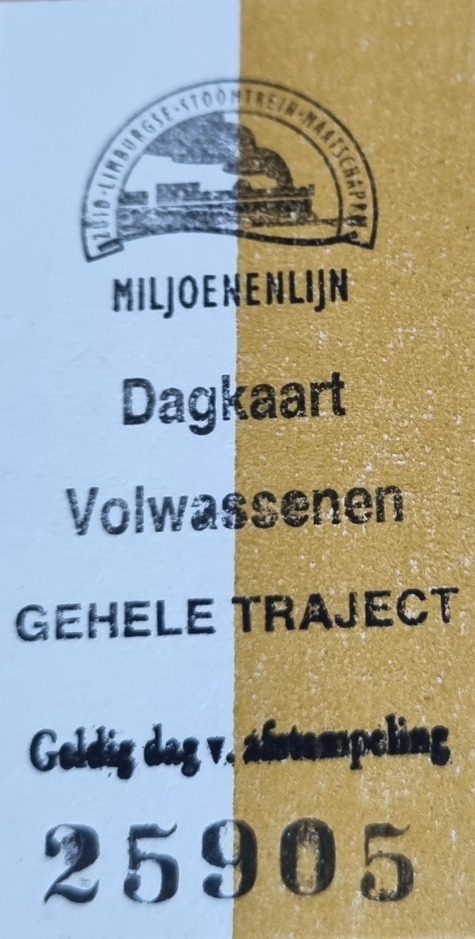 ZUID-LIMBURGSE-STOOMTREIN-MAATSCHAPPIJ
MILJOENENLIJN
Dagkaart
Volwassenen
GEHELE TRAJECT
Geldig dag v. afstempeling
25905